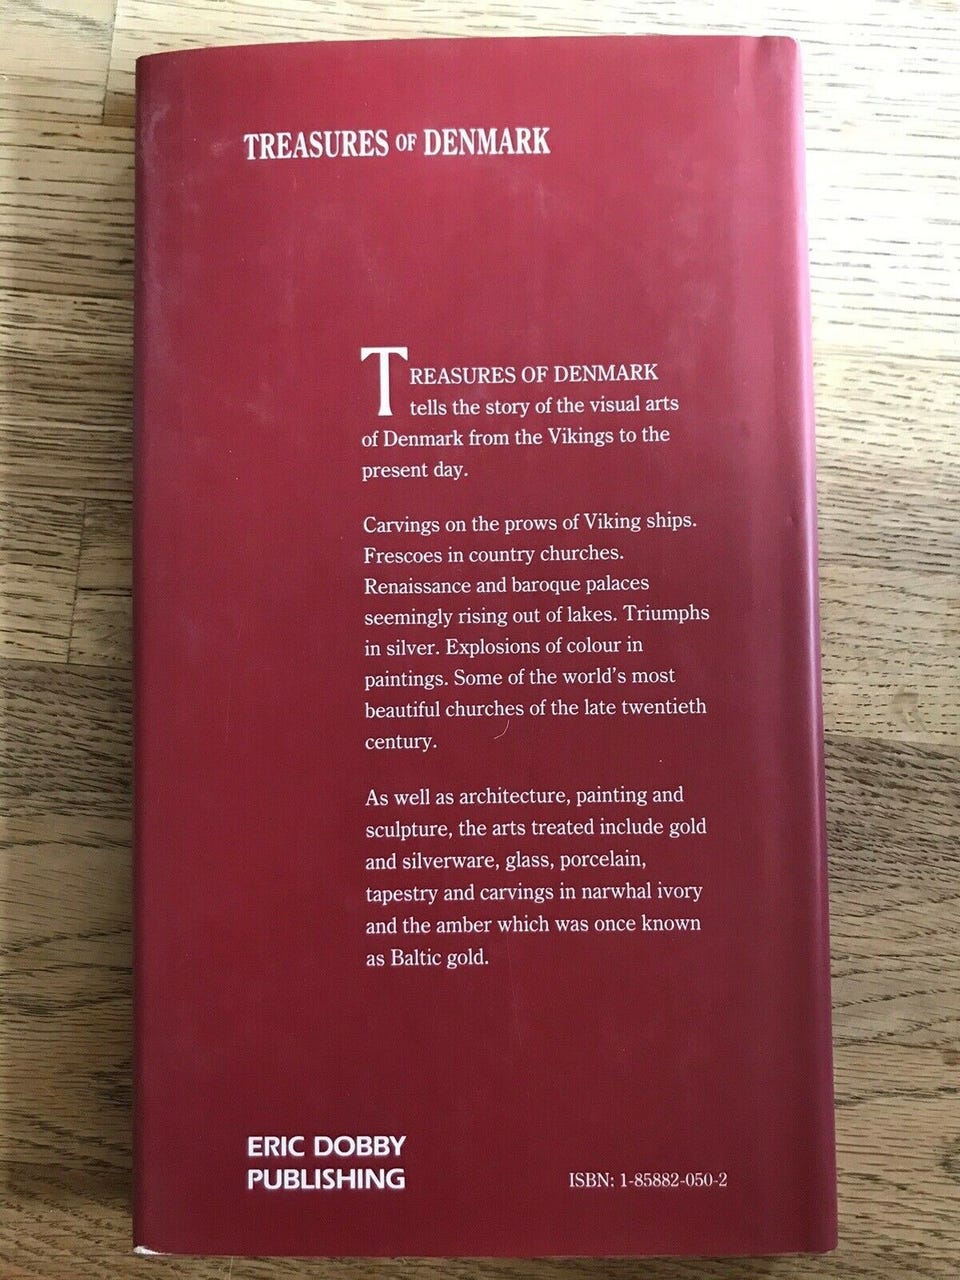 TREASURES OF DENMARK
TREASURES OF DENMARK
tells the story of the visual arts
of Denmark from the Vikings to the
present day.
Carvings on the prows of Viking ships.
Frescoes in country churches.
Renaissance and baroque palaces
seemingly rising out of lakes. Triumphs
in silver. Explosions of colour in
paintings. Some of the world's most
beautiful churches of the late twentieth
century.
As well as architecture, painting and
sculpture, the arts treated include gold
and silverware, glass, porcelain,
tapestry and carvings in narwhal ivory
and the amber which was once known
as Baltic gold.
ERIC DOBBY
PUBLISHING
ISBN: 1-85882-050-2